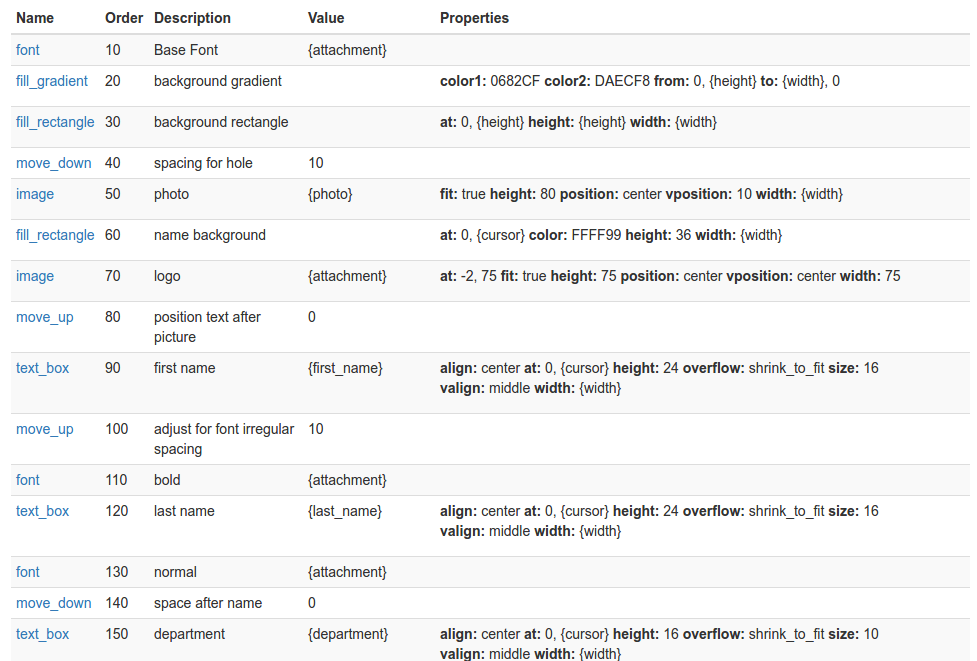 Name Order Description Value Properties
font 10 Base Font {attachment}
fill_gradient 20 background gradient color1: 0682CF color2: DAECF8 from: 0, {height} to: {width}, 0
fill_rectangle 30 background rectangle at: 0, {height} height: {height} width: {width}
move_down 40 spacing for hole 10
image 50 photo {photo} fit: true height: 80 position: center vposition: 10 width: {width}
fill_rectangle 60 name background at: 0, {cursor} color: FFFF99 height: 36 width: {width}
image 70 logo {attachment} at: -2, 75 fit: true height: 75 position: center vposition: center width: 75
move_up 80 position text after 0
picture
text_box 90 first name {first_name} align: center at: 0, {cursor} height: 24 overflow: shrink_to_fit size: 16
valign: middle width: {width}
move_up 100 adjust for font irregular 10
spacing
font 110 bold {attachment}
text_box 120 last name {last_name} align: center at: 0, {cursor} height: 24 overflow: shrink_to_fit size: 16
valign: middle width: {width}
font 130 normal {attachment}
move_down 140 space after name 0
text_box 150 department {department} align: center at: 0, {cursor} height: 16 overflow: shrink_to_fit size: 10
valign: middle width: {width}